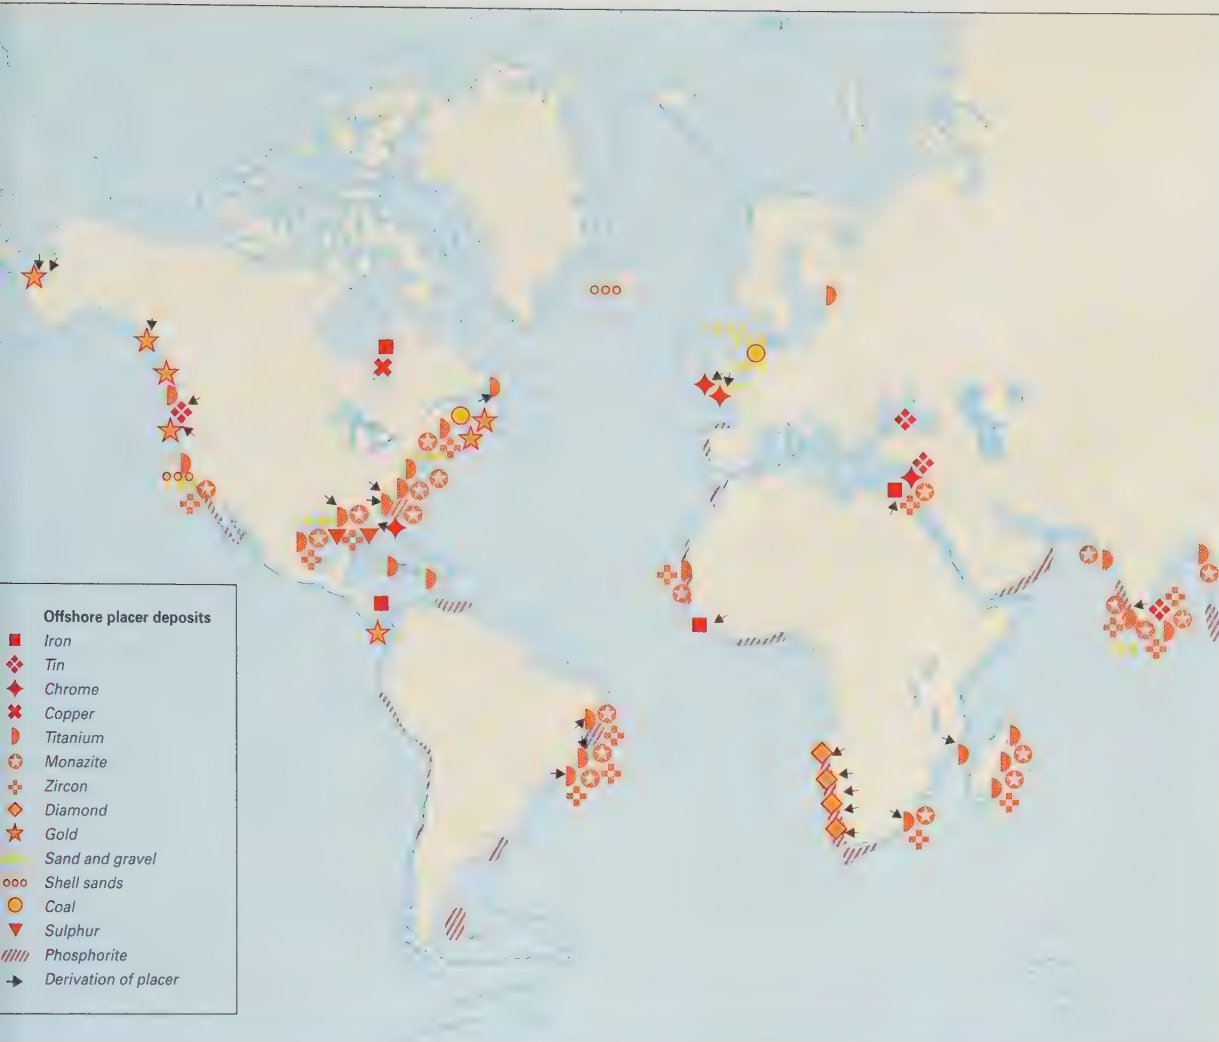 Offshore placer deposits
Iron
Tin
Chrome
Copper
Titanium
Monazite
Zircon
Diamond
Gold
Sand and gravel
Shell sands
Coal
Sulphur
Phosphorite
Derivation of placer